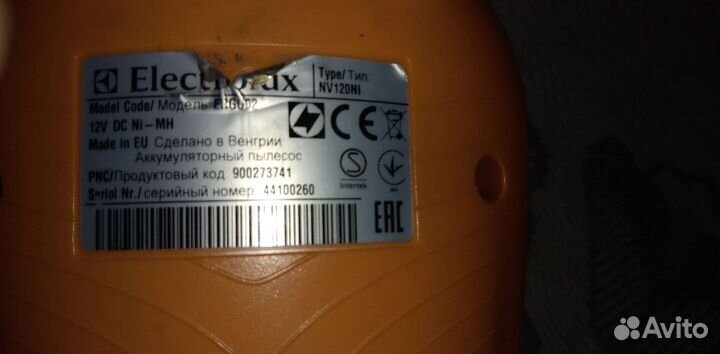 Electrolux
Type/ Тип:
NV120NI
Model Code/ Модель
12V DC Ni-MH
Made in EU Сделано в Венгрии
Аккумуляторный пылесос
PNC/Продуктовый код 900273741
Serial Nr./серийный номер 44100260
CE
S
Intertek
EAC
Avito